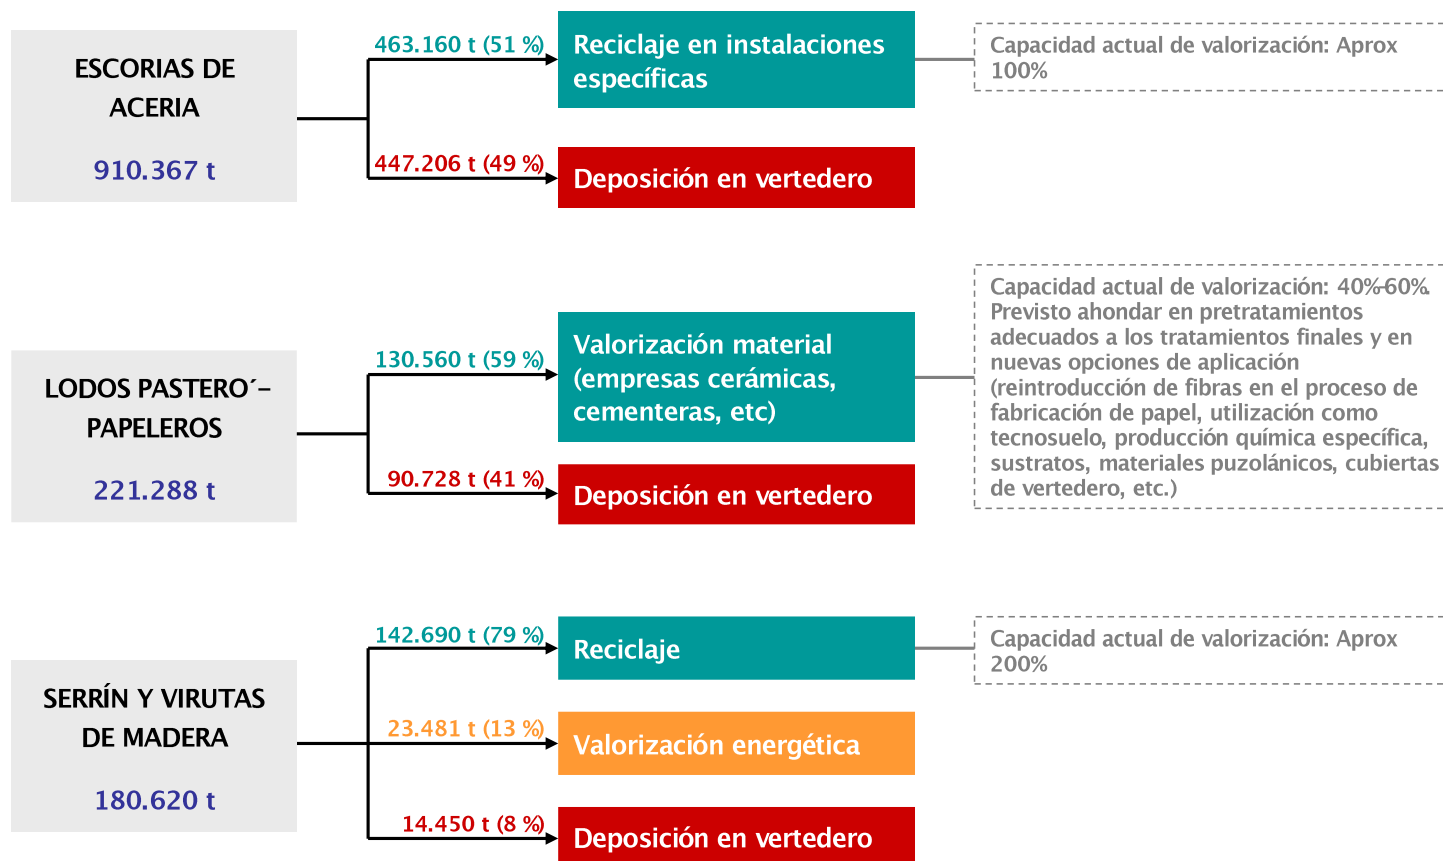 ESCORIAS DE
ACERIA
910.367 t
463.160 t (51 %)
Reciclaje en instalaciones
específicas
Capacidad actual de valorización: Aprox
100%
447.206 t (49 %)
Deposición en vertedero
LODOS PASTERO´–
PAPELEROS
221.288 t
130.560 t (59 %)
Valorización material
(empresas cerámicas,
cementeras, etc)
Capacidad actual de valorización: 40%-60%.
Previsto ahondar en pretratamientos
adecuados a los tratamientos finales y en
nuevas opciones de aplicación
(reintroducción de fibras en el proceso de
fabricación de papel, utilización como
tecnosuelo, producción química específica,
sustratos, materiales puzolánicos, cubiertas
de vertedero, etc.)
90.728 t (41 %)
Deposición en vertedero
SERRÍN Y VIRUTAS
DE MADERA
180.620 t
142.690 t (79 %)
Reciclaje
Capacidad actual de valorización: Aprox
200%
23.481 t (13 %)
Valorización energética
14.450 t (8 %)
Deposición en vertedero